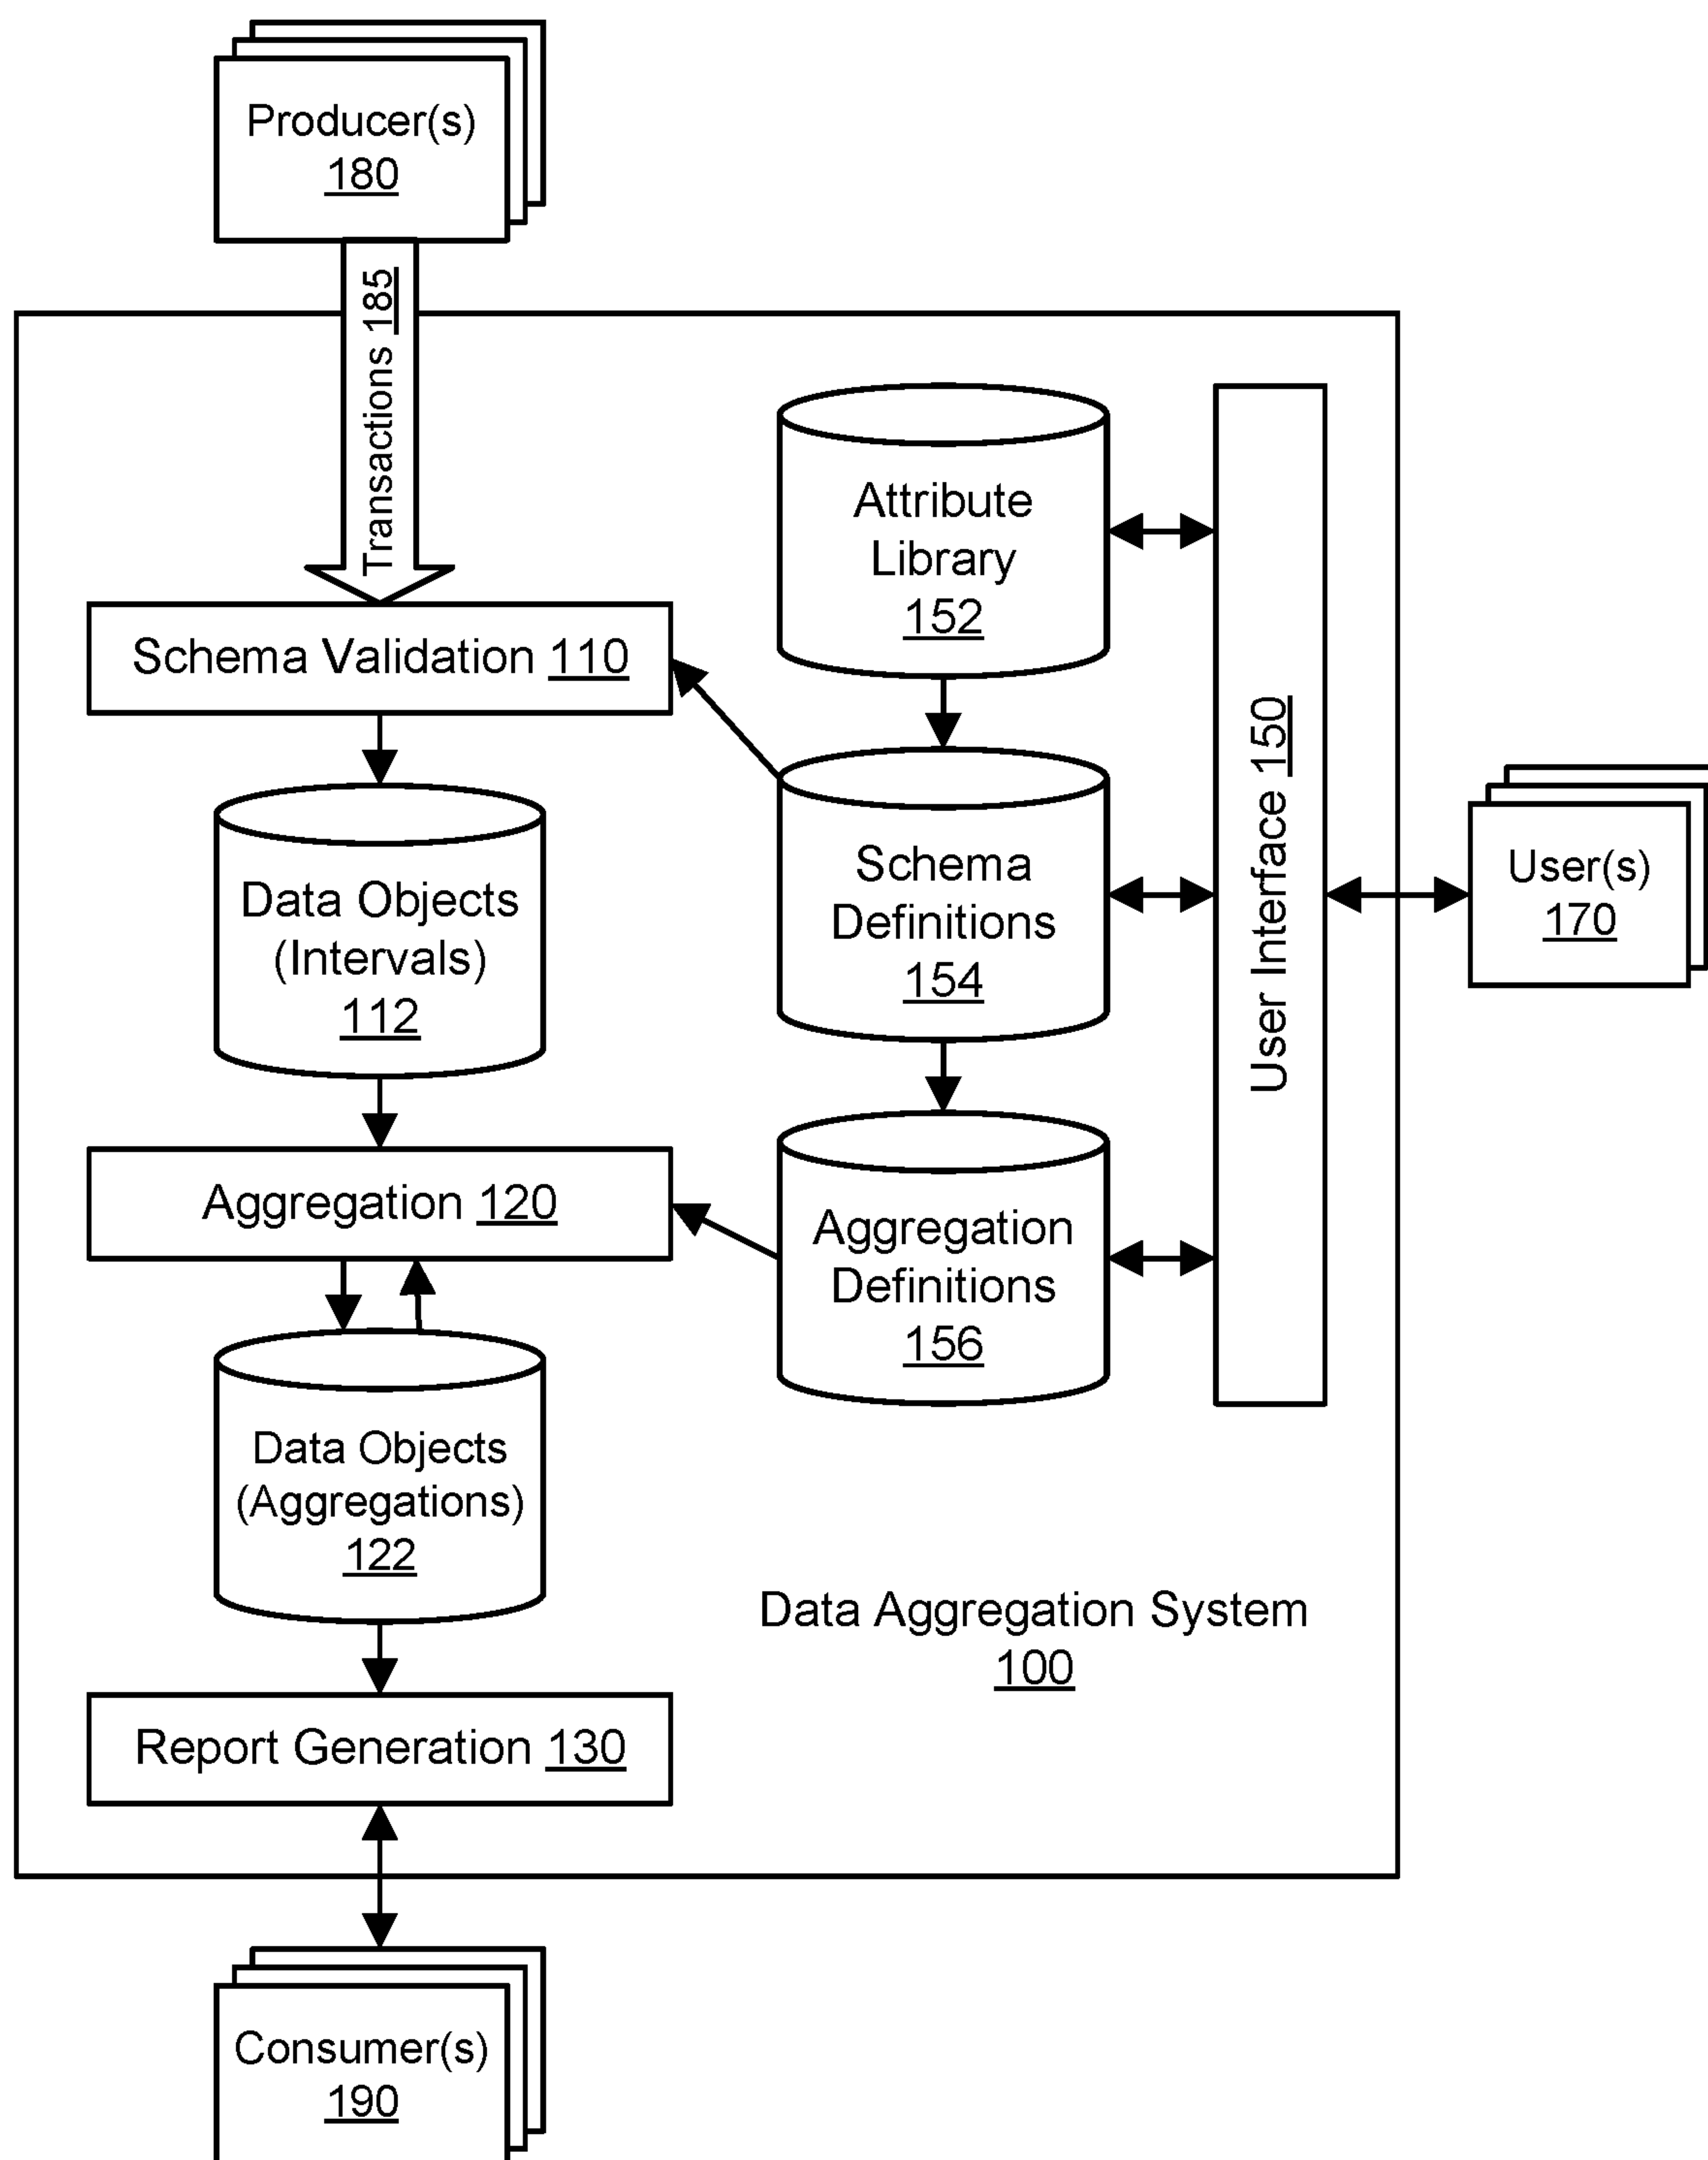 Producer(s)
180
Transactions 185
Schema Validation 110
Attribute
Library
152
Data Objects
(Intervals)
112
Schema
Definitions
154
User Interface 150
User(s)
170
Aggregation 120
Aggregation
Definitions
156
Data Objects
(Aggregations)
122
Data Aggregation System
100
Report Generation 130
Consumer(s)
190